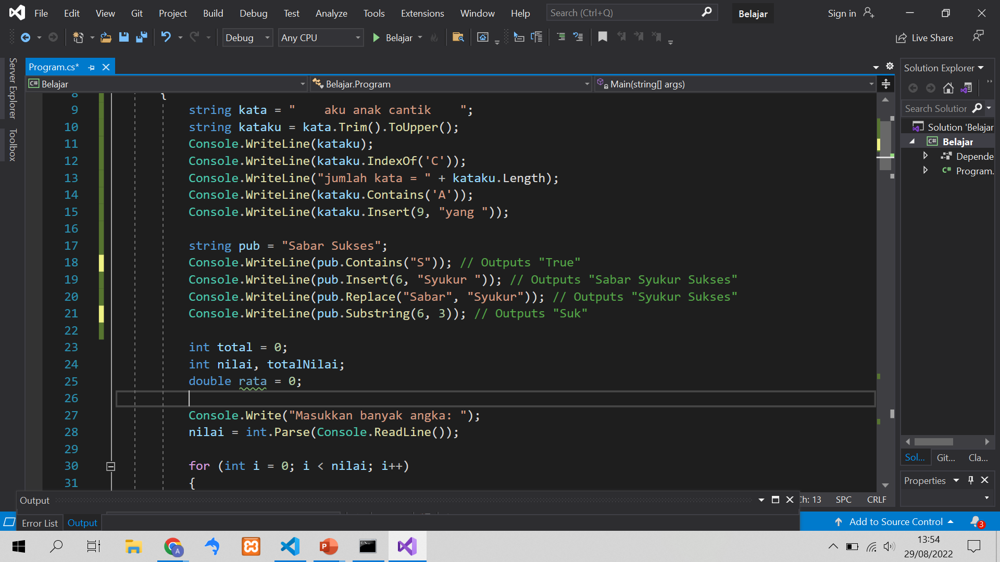 File Edit View Git Project Build Debug Test Analyze Tools Extensions Window Help Search (Ctrl+Q) Belajar Sign in
Debug Any CPU Belajar Live Share
Server Explorer
Toolbox
Program.cs*
C# Belajar Belajar.Program Main(string[] args)
8 {
9 string kata = "    aku anak cantik    ";
10 string kataku = kata.Trim().ToUpper();
11 Console.WriteLine(kataku);
12 Console.WriteLine(kataku.IndexOf('C'));
13 Console.WriteLine("jumlah kata = " + kataku.Length);
14 Console.WriteLine(kataku.Contains('A'));
15 Console.WriteLine(kataku.Insert(9, "yang "));
16
17 string pub = "Sabar Sukses";
18 Console.WriteLine(pub.Contains("S")); // Outputs "True"
19 Console.WriteLine(pub.Insert(6, "Syukur ")); // Outputs "Sabar Syukur Sukses"
20 Console.WriteLine(pub.Replace("Sabar", "Syukur")); // Outputs "Syukur Sukses"
21 Console.WriteLine(pub.Substring(6, 3)); // Outputs "Suk"
22
23 int total = 0;
24 int nilai, totalNilai;
25 double rata = 0;
26
27 Console.Write("Masukkan banyak angka: ");
28 nilai = int.Parse(Console.ReadLine());
29
30 for (int i = 0; i < nilai; i++)
31 {
Solution Explorer
Search Solution
Solution 'Belajar
C# Belajar
Depende
C# Program.
Sol... Git... Cla...
Properties
Output
Ch: 13 SPC CRLF
Error List Output
Add to Source Control 3
A
P
13:54
29/08/2022